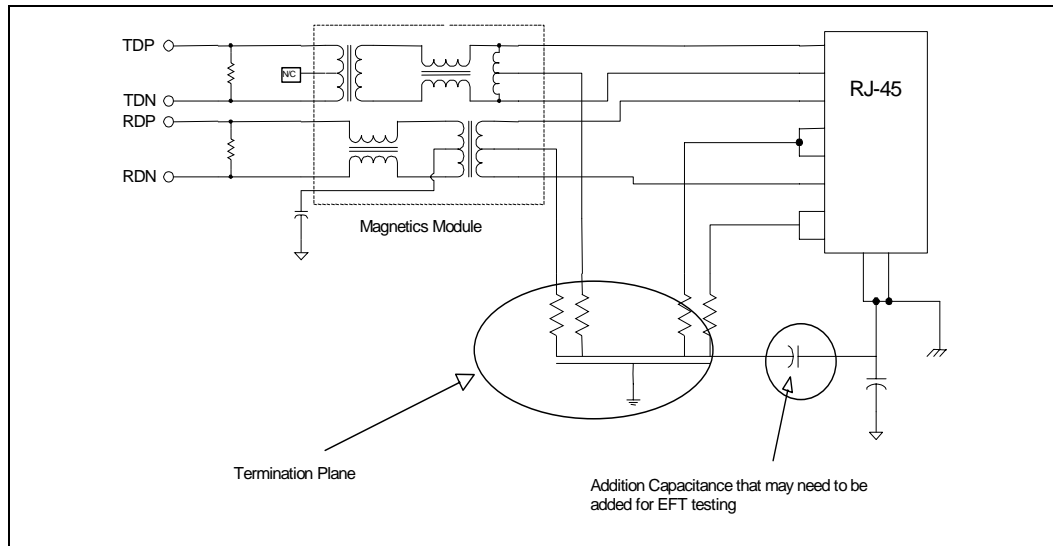 TDP
N/C
TDN
RDP
RDN
RJ-45
Magnetics Module
Termination Plane
Addition Capacitance that may need to be
added for EFT testing